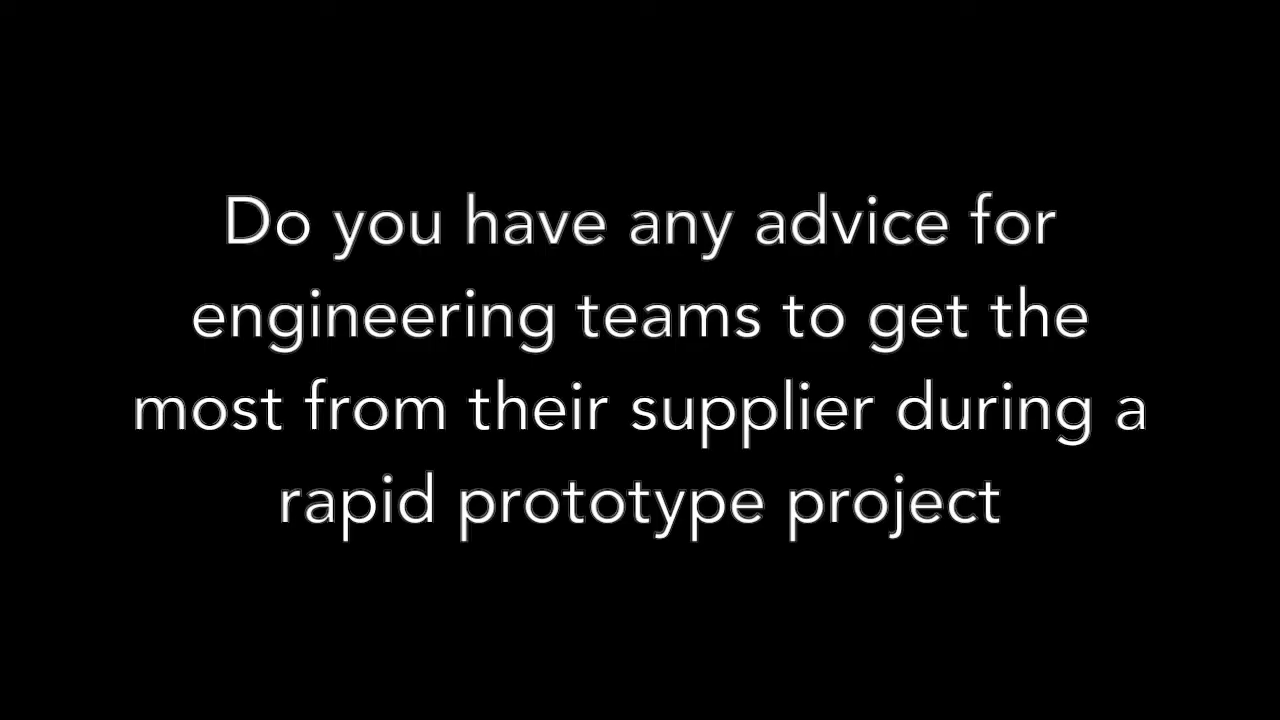 Do you have any advice for
engineering teams to get the
most from their supplier during a
rapid prototype project